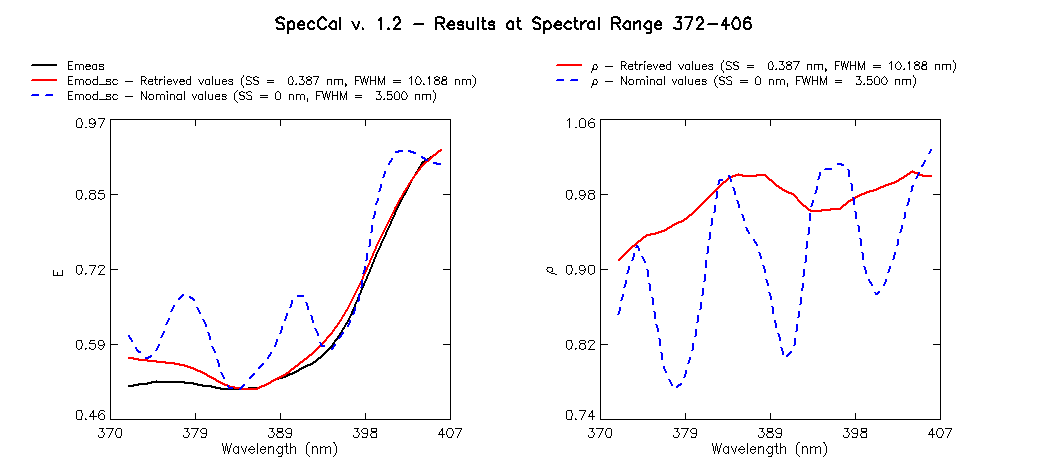 SpecCal v. 1.2 - Results at Spectral Range 372-406
Emeas
Emod_sc - Retrieved values (SS =  0.387 nm, FWHM = 10.188 nm)
Emod_sc - Nominal values (SS = 0 nm, FWHM =  3.500 nm)
ρ - Retrieved values (SS =  0.387 nm, FWHM = 10.188 nm)
ρ - Nominal values (SS = 0 nm, FWHM =  3.500 nm)
0.97
0.85
0.72
0.59
0.46
E
370 379 389 398 407
Wavelength (nm)
1.06
0.98
0.90
0.82
0.74
ρ
370 379 389 398 407
Wavelength (nm)